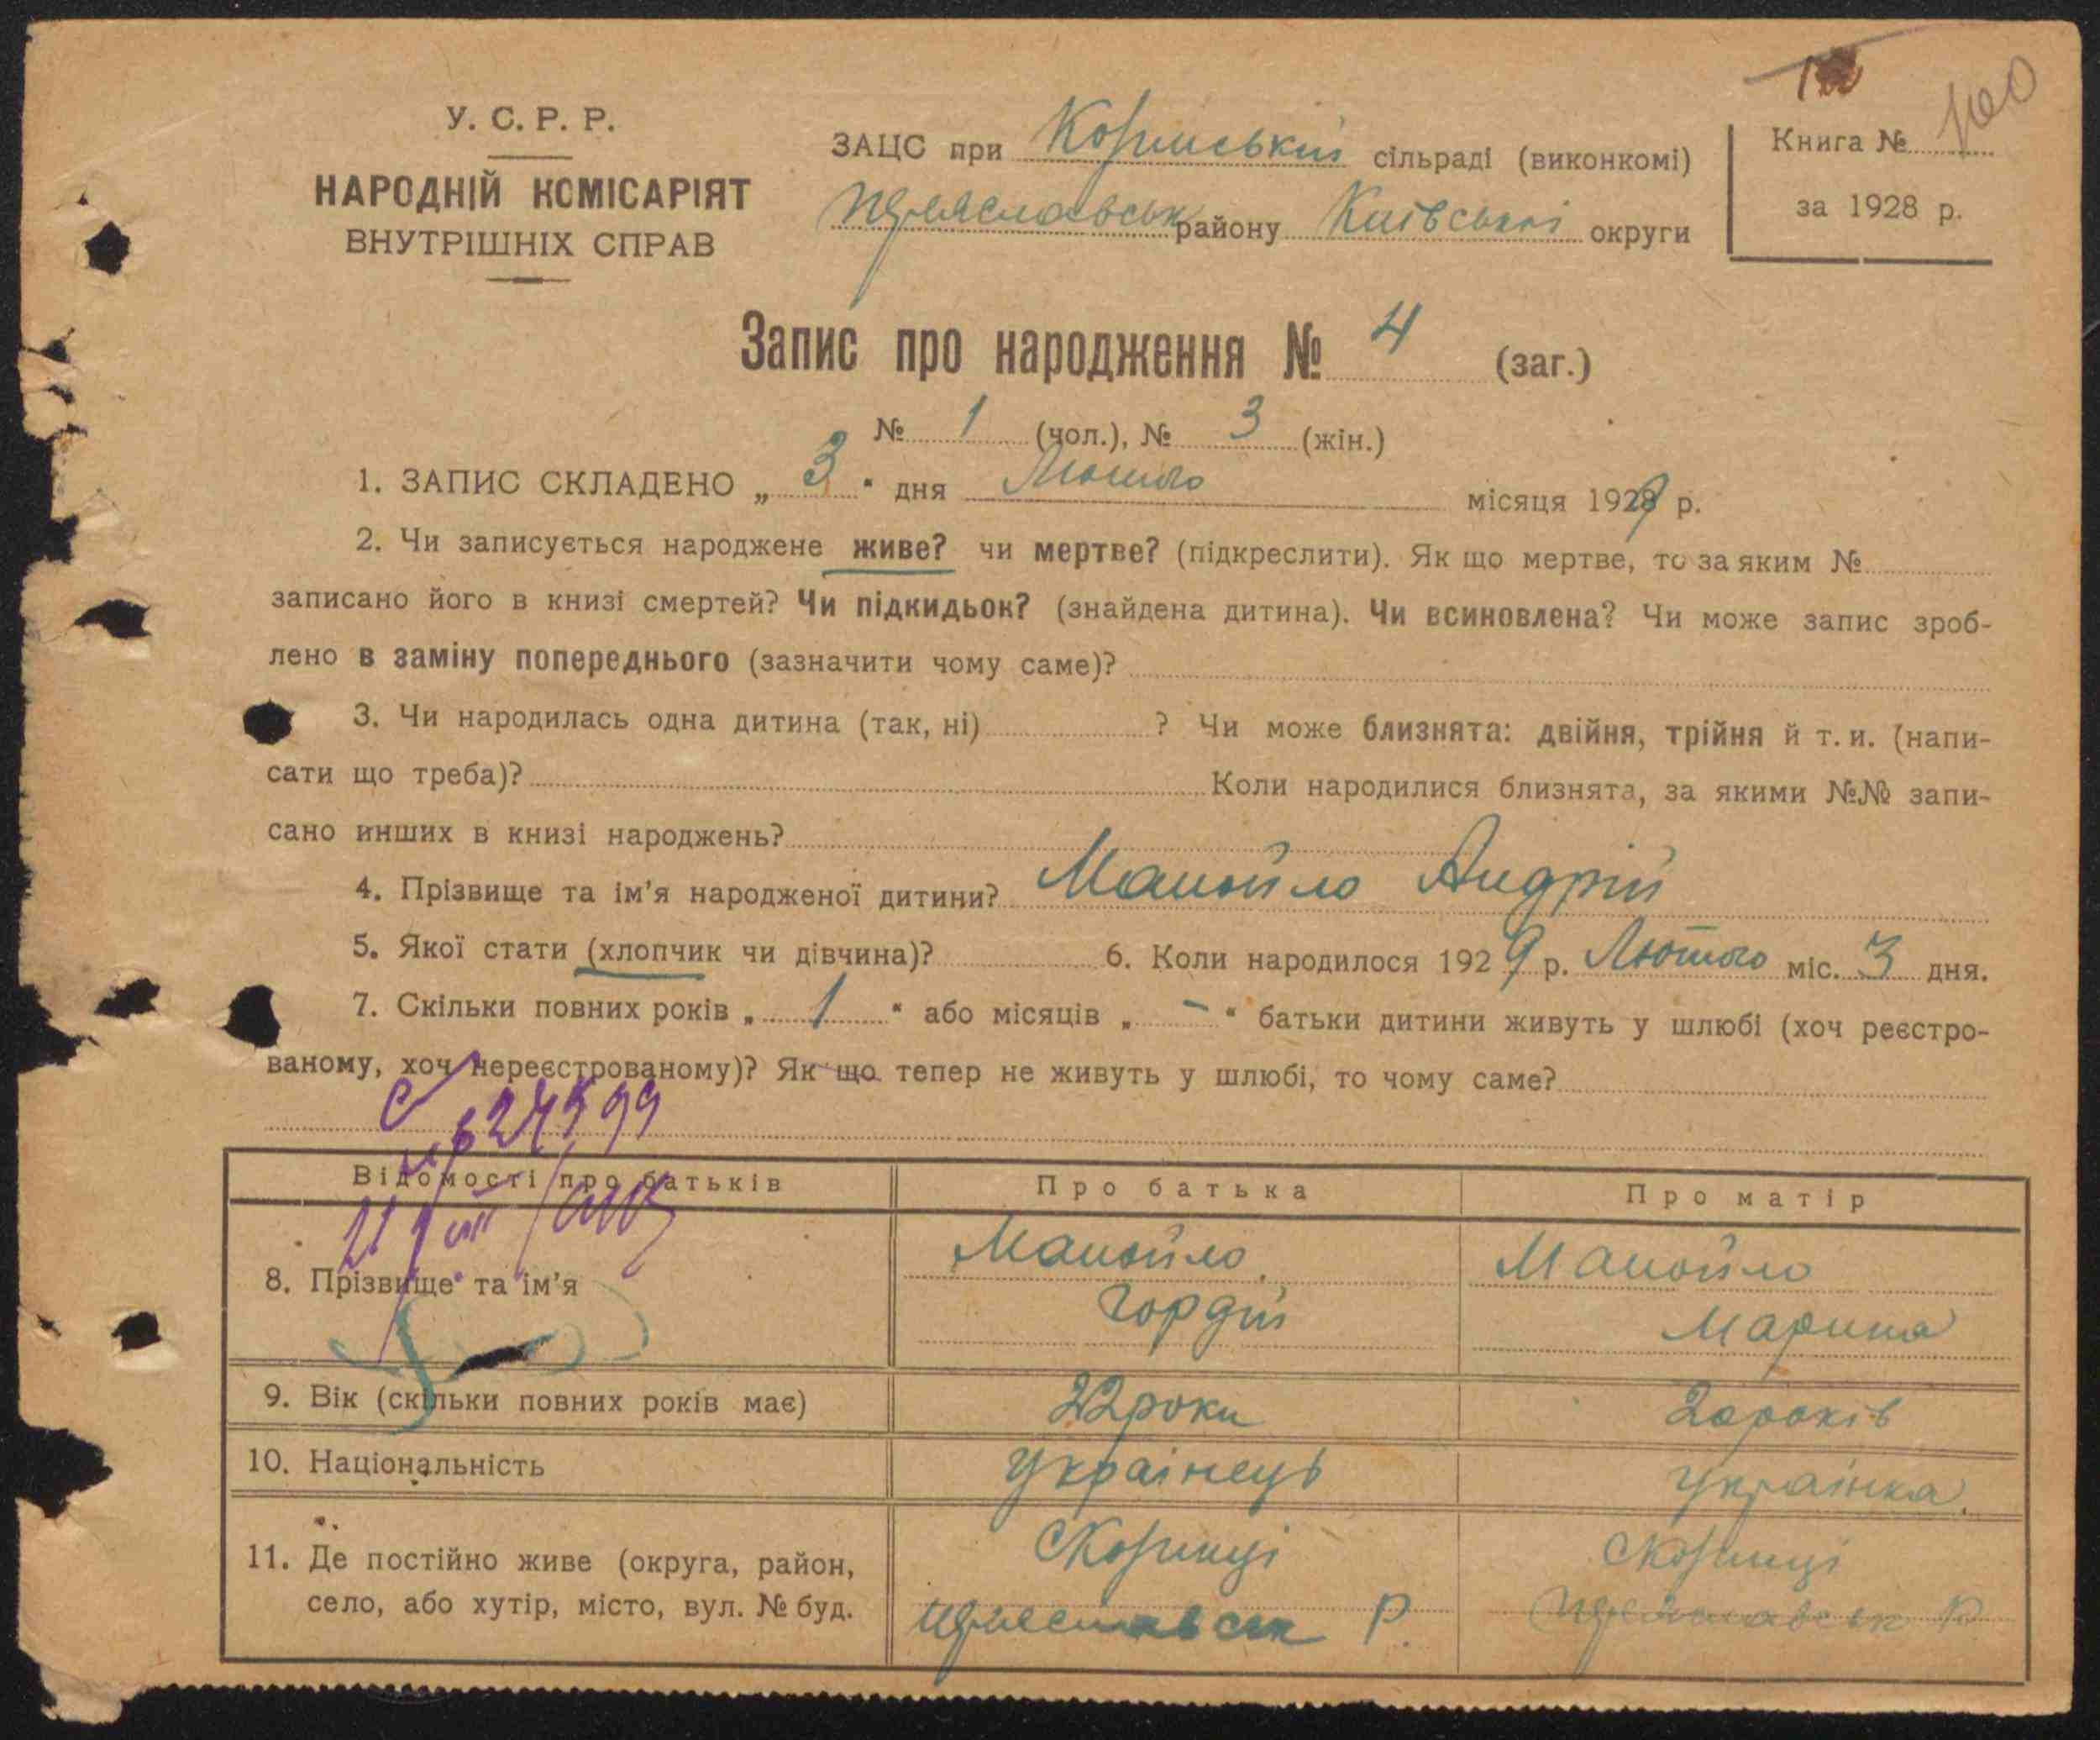 У. С. Р. Р.
НАРОДНІЙ КОМІСАРІЯТ
ВНУТРІШНІХ СПРАВ
ЗАЦС при сільраді (виконкомі)
району Київської округи
Книга № 100
за 1928 р.
Запис про народження № 4 (заг.)
№ 1 (чол.), № 3 (жін.)
1. ЗАПИС СКЛАДЕНО „ 3 " дня Лютого місяця 1929 р.
2. Чи записується народжене живе? чи мертве? (підкреслити). Як що мертве, то за яким №
записано його в книзі смертей? Чи підкидьок? (знайдена дитина). Чи всиновлена? Чи може запис зроб-
лено в заміну попереднього (зазначити чому саме)?
3. Чи народилась одна дитина (так, ні) ? Чи може близнята: двійня, трійня й т. и. (напи-
сати що треба)? Коли народилися близнята, за якими №№ запи-
сано инших в книзі народжень?
4. Прізвище та ім'я народженої дитини? Манойло Андрій
5. Якої стати (хлопчик чи дівчина)? 6. Коли народилося 1929 р. Лютого міс. 3 дня.
7. Скільки повних років „ 1 " або місяців „ - " батьки дитини живуть у шлюбі (хоч реєстро-
ваному, хоч нереєстрованому)? Як що тепер не живуть у шлюбі, то чому саме?
Відомості про батьків Про батька Про матір
8. Прізвище та ім'я Манойло Гордій Манойло Марина
9. Вік (скільки повних років має) 22 роки 20 років
10. Національність Українець Українка
11. Де постійно живе (округа, район,
село, або хутір, місто, вул. № буд.
с Коринці с Коринці
Р. Р.